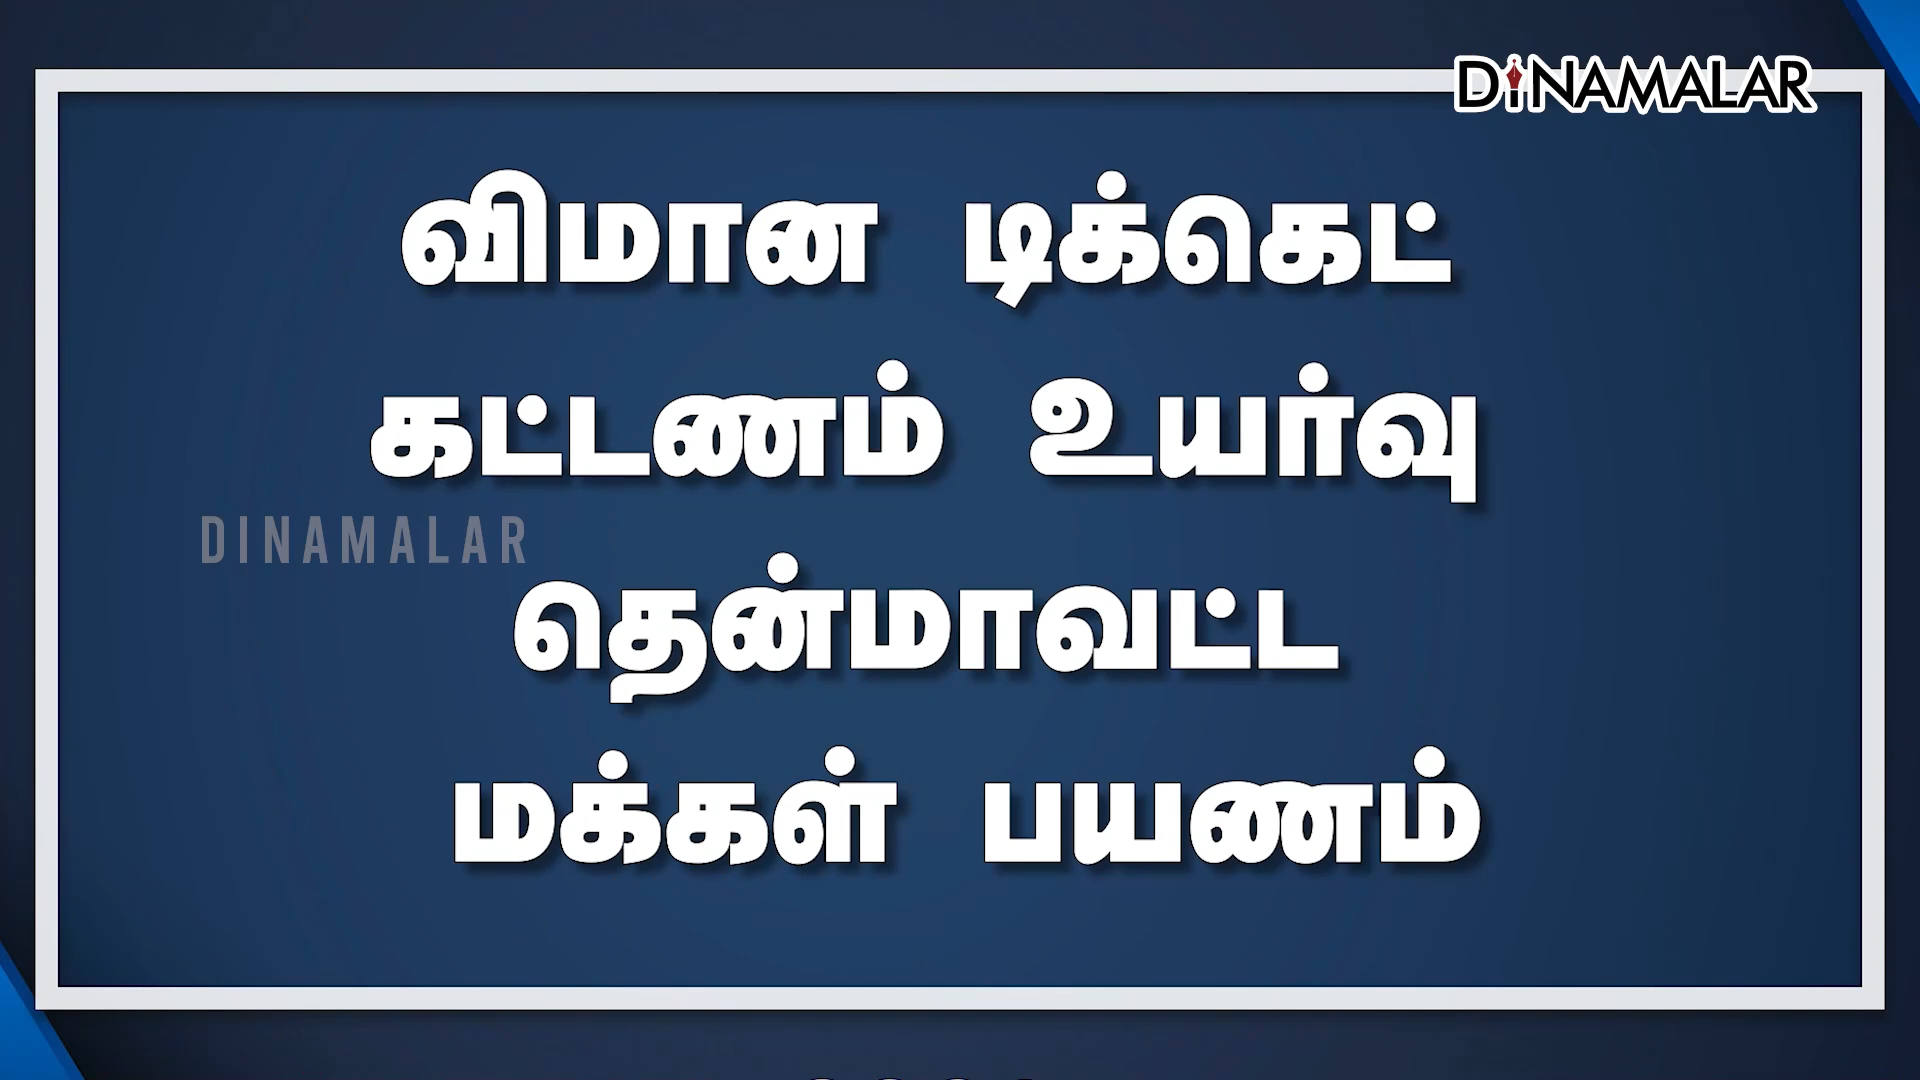 DINAMALAR
விமான டிக்கெட்
கட்டணம் உயர்வு
DINAMALAR
தென்மாவட்ட
மக்கள் பயணம்